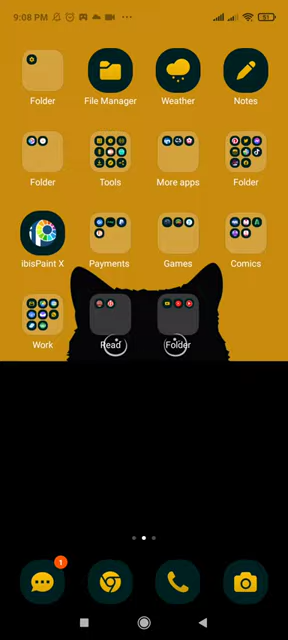 9:08 PM
51
Folder
File Manager
Weather
Notes
Folder
Tools
More apps
Folder
ibisPaint X
Payments
Games
Comics
Work
Read
Folder
1